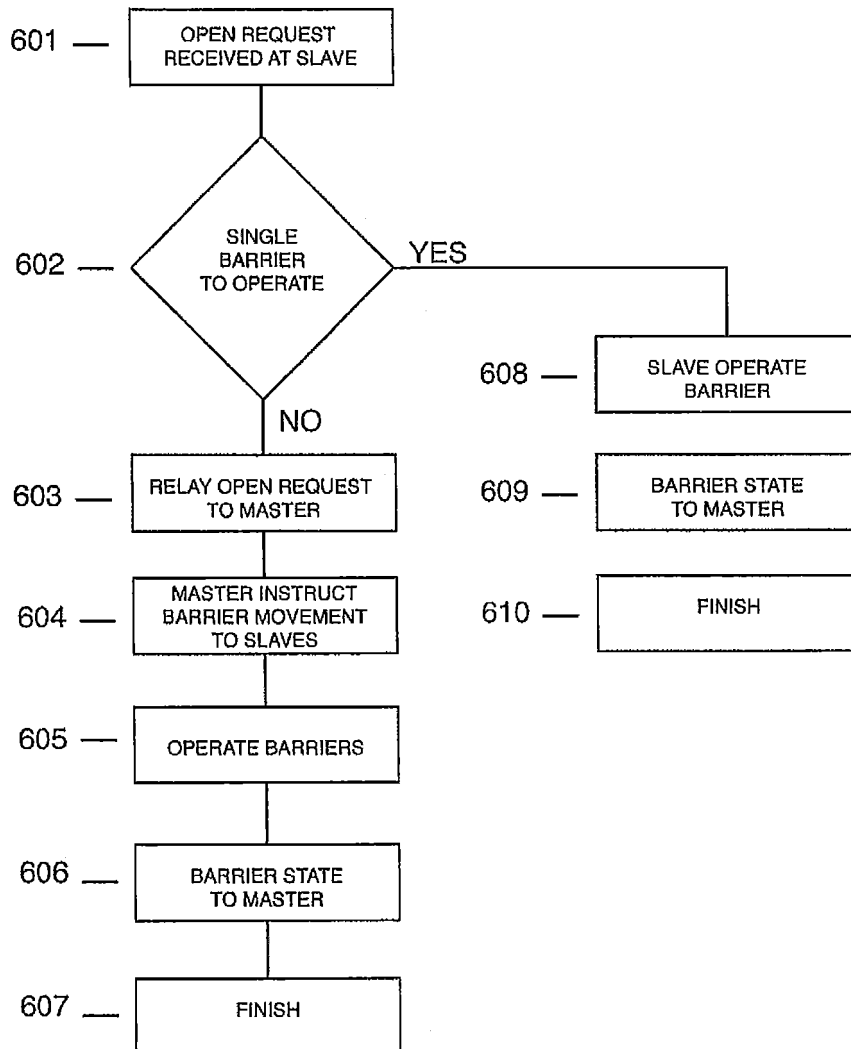 601
OPEN REQUEST
RECEIVED AT SLAVE
602
SINGLE
BARRIER
TO OPERATE
YES
NO
603
RELAY OPEN REQUEST
TO MASTER
604
MASTER INSTRUCT
BARRIER MOVEMENT
TO SLAVES
605
OPERATE BARRIERS
606
BARRIER STATE
TO MASTER
607
FINISH
608
SLAVE OPERATE
BARRIER
609
BARRIER STATE
TO MASTER
610
FINISH